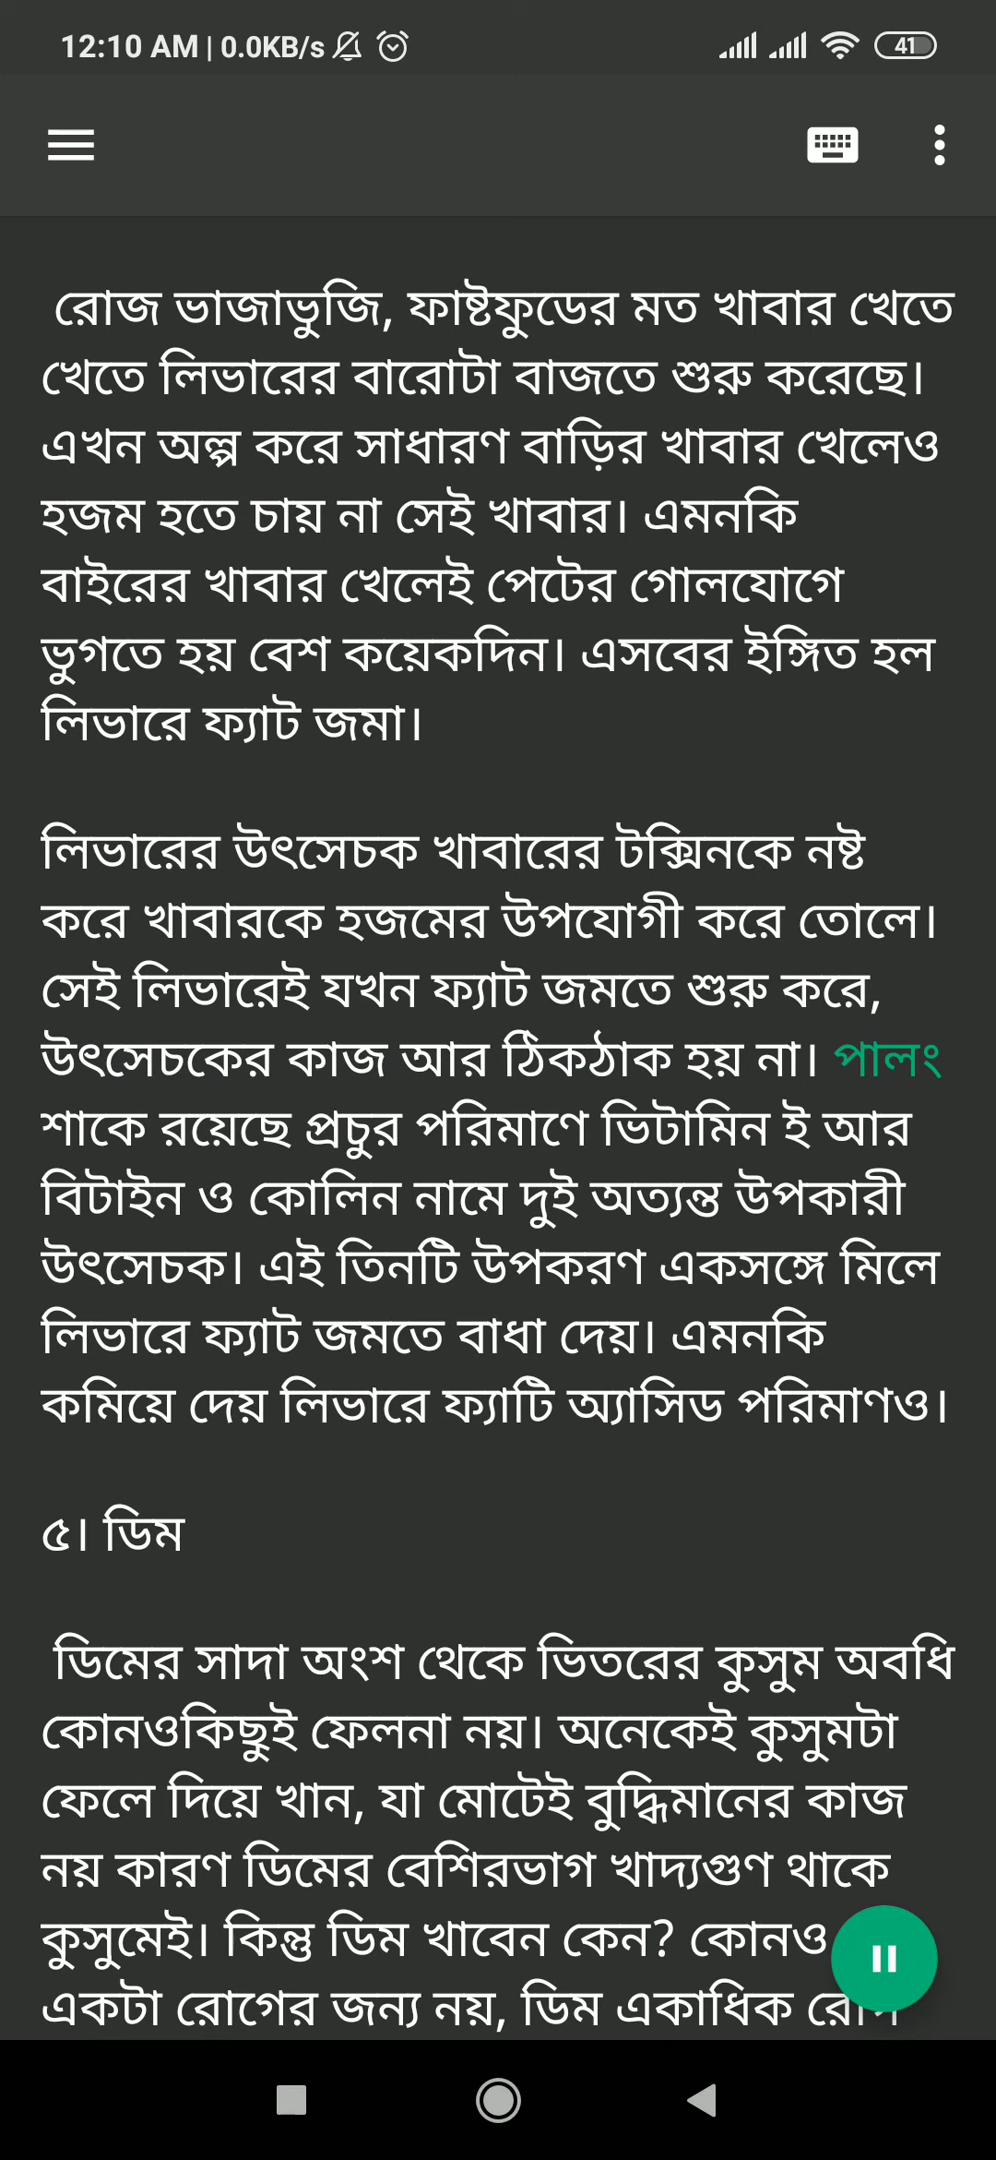 12:10 AM | 0.0KB/s
41
রোজ ভাজাভুজি, ফাষ্টফুডের মত খাবার খেতে
খেতে লিভারের বারোটা বাজতে শুরু করেছে।
এখন অল্প করে সাধারণ বাড়ির খাবার খেলেও
হজম হতে চায় না সেই খাবার। এমনকি
বাইরের খাবার খেলেই পেটের গোলযোগে
ভুগতে হয় বেশ কয়েকদিন। এসবের ইঙ্গিত হল
লিভারে ফ্যাট জমা।
লিভারের উৎসেচক খাবারের টক্সিনকে নষ্ট
করে খাবারকে হজমের উপযোগী করে তোলে।
সেই লিভারেই যখন ফ্যাট জমতে শুরু করে,
উৎসেচকের কাজ আর ঠিকঠাক হয় না। পালং
শাকে রয়েছে প্রচুর পরিমাণে ভিটামিন ই আর
বিটাইন ও কোলিন নামে দুই অত্যন্ত উপকারী
উৎসেচক। এই তিনটি উপকরণ একসঙ্গে মিলে
লিভারে ফ্যাট জমতে বাধা দেয়। এমনকি
কমিয়ে দেয় লিভারে ফ্যাটি অ্যাসিড পরিমাণও।
৫। ডিম
ডিমের সাদা অংশ থেকে ভিতরের কুসুম অবধি
কোনওকিছুই ফেলনা নয়। অনেকেই কুসুমটা
ফেলে দিয়ে খান, যা মোটেই বুদ্ধিমানের কাজ
নয় কারণ ডিমের বেশিরভাগ খাদ্যগুণ থাকে
কুসুমেই। কিন্তু ডিম খাবেন কেন? কোনও
একটা রোগের জন্য নয়, ডিম একাধিক